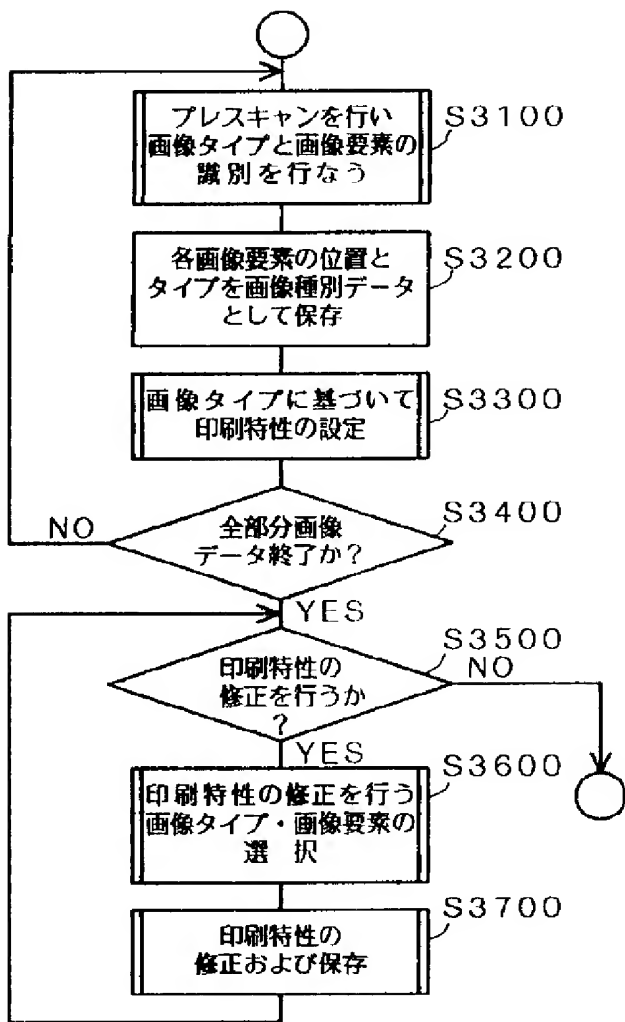 プレスキャンを行い
画像タイプと画像要素の
識別を行なう
S3100
各画像要素の位置と
タイプを画像種別データ
として保存
S3200
画像タイプに基づいて
印刷特性の設定
S3300
全部分画像
データ終了か?
S3400
NO
YES
印刷特性の
修正を行うか
?
S3500
NO
YES
印刷特性の修正を行う
画像タイプ・画像要素の
選 択
S3600
印刷特性の
修正および保存
S3700